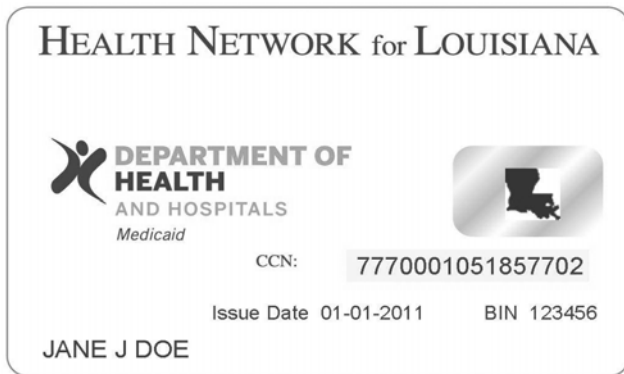 HEALTH NETWORK for LOUISIANA
DEPARTMENT OF
HEALTH
AND HOSPITALS
Medicaid
CCN: 7770001051857702
Issue Date 01-01-2011 BIN 123456
JANE J DOE